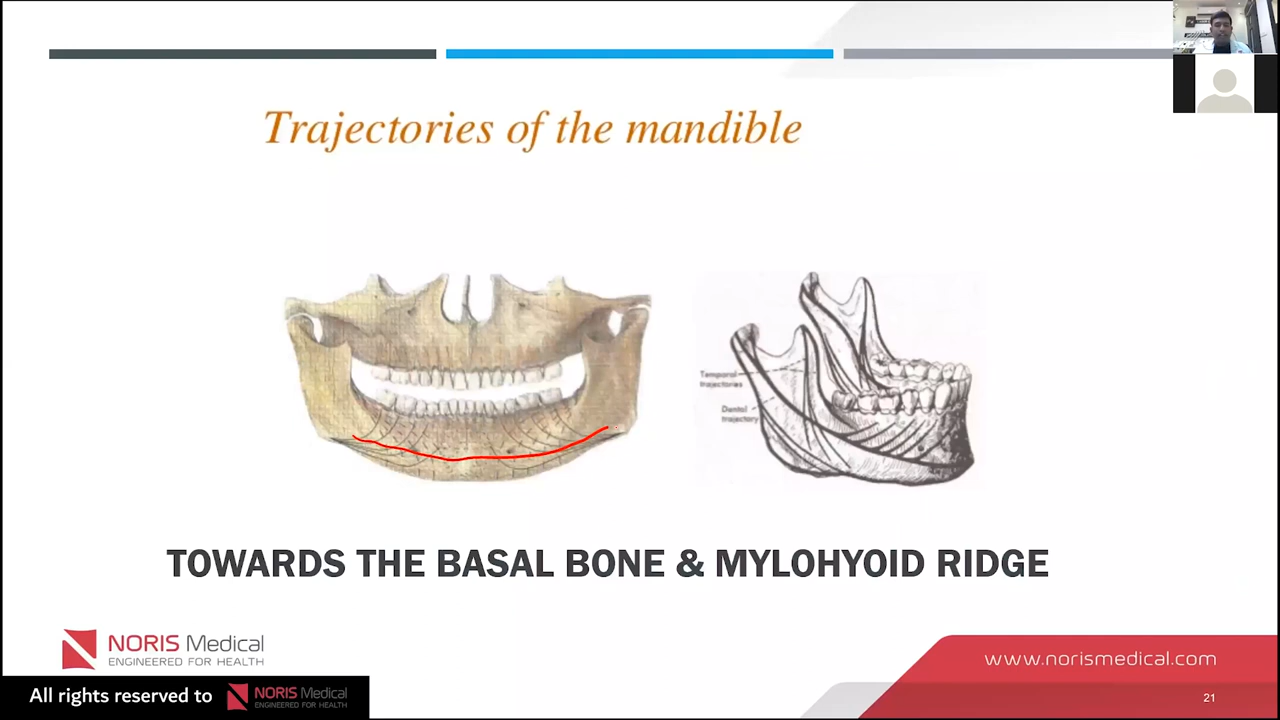 Trajectories of the mandible
Temporal
trajectories
Dental
trajectory
TOWARDS THE BASAL BONE & MYLOHYOID RIDGE
NORIS Medical
ENGINEERED FOR HEALTH
www.norismedical.com
All rights reserved to
NORIS Medical
ENGINEERED FOR HEALTH
21